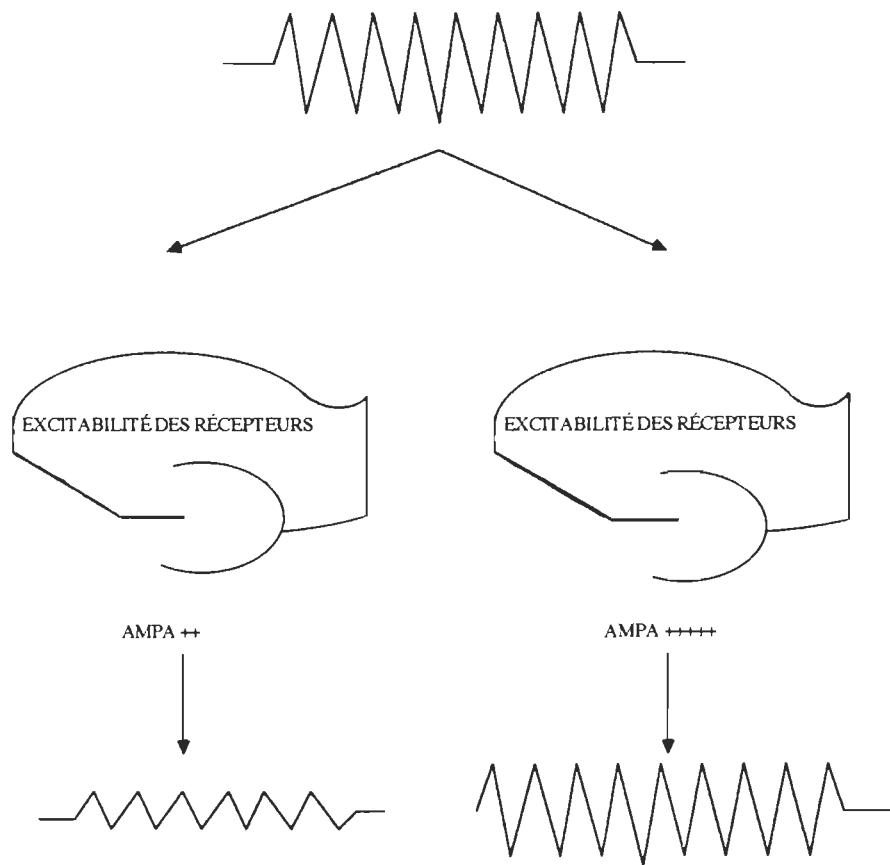 EXCITABILITÉ DES RÉCEPTEURS
EXCITABILITÉ DES RÉCEPTEURS
AMPA ++
AMPA +++++